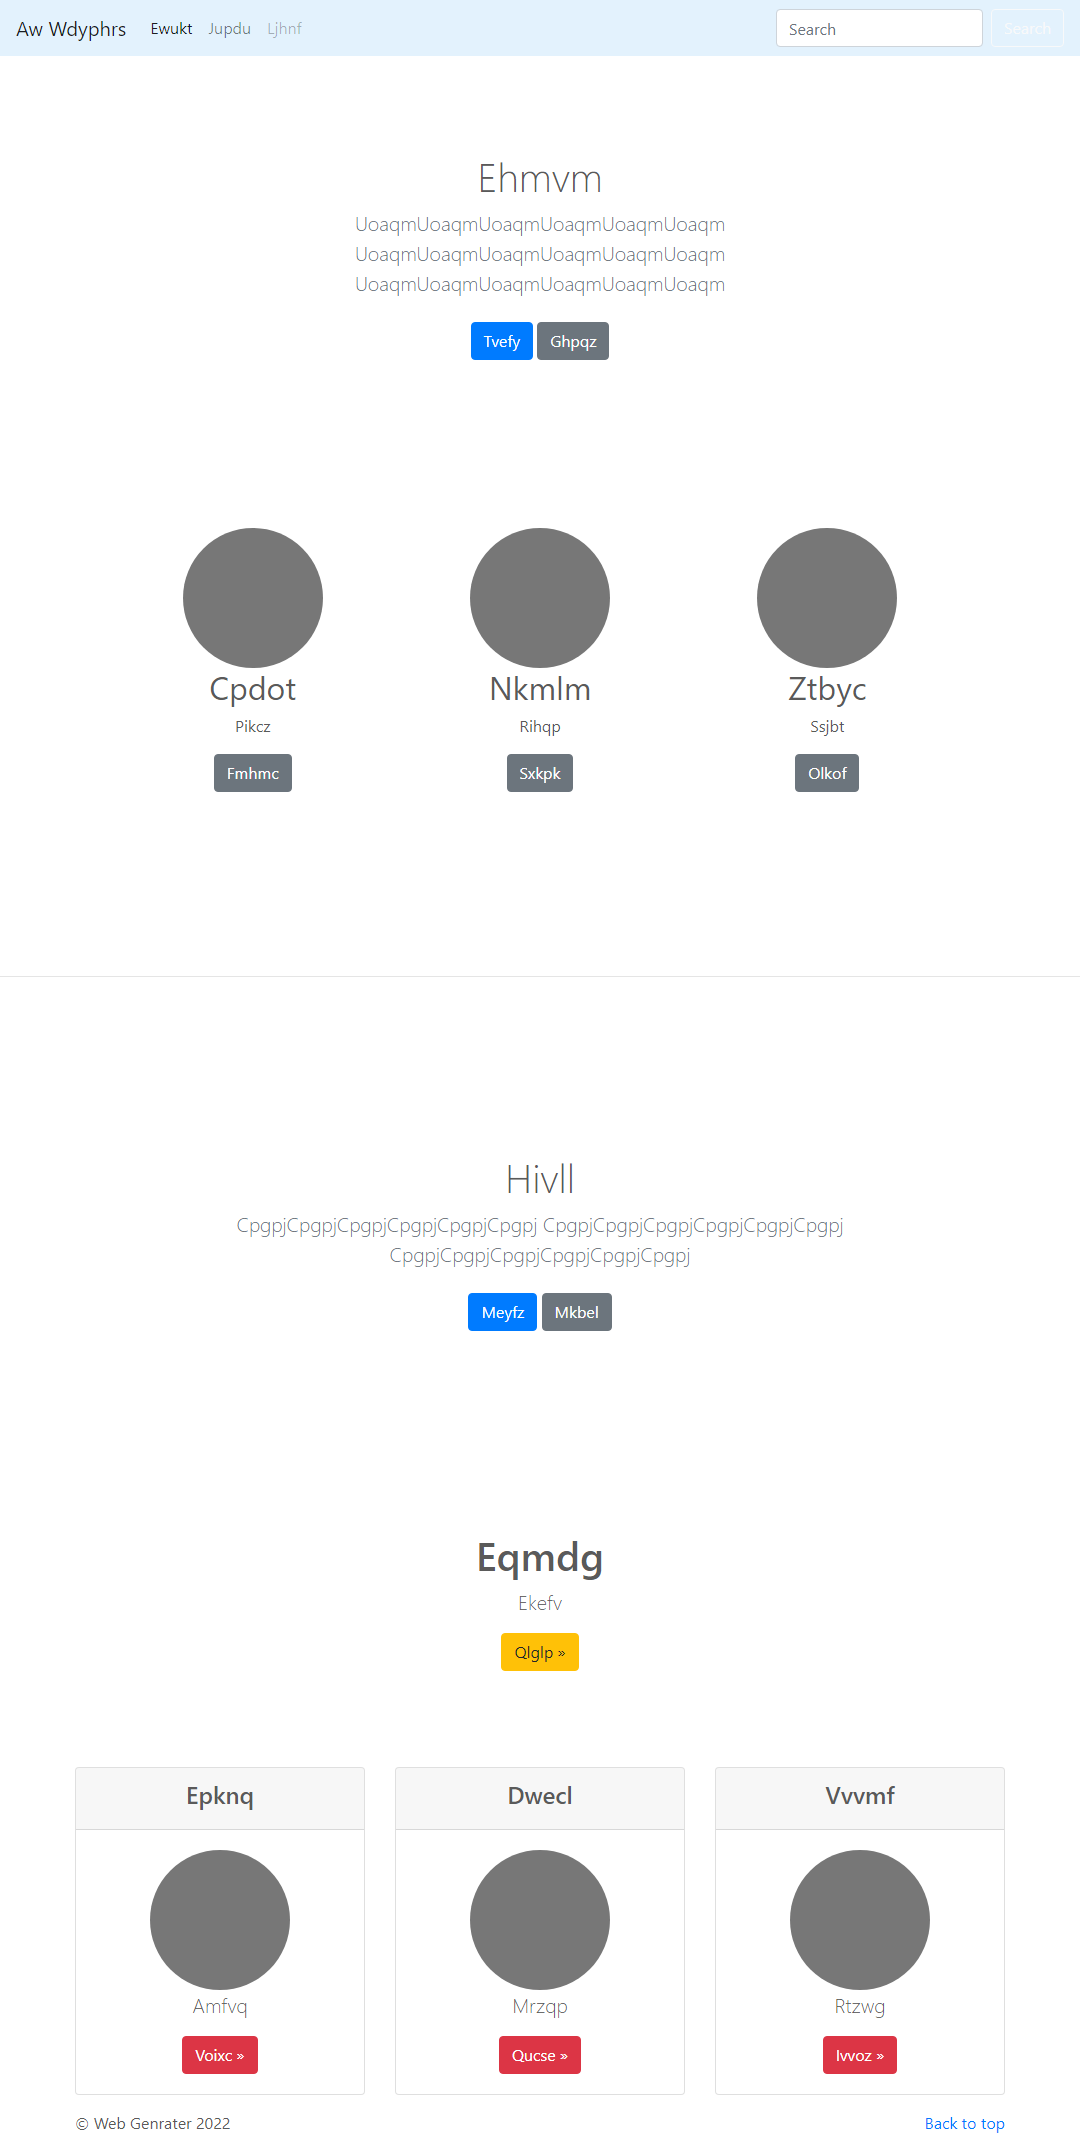 Aw Wdyphrs Ewukt Jupdu Ljhnf Search Search
Ehmvm
UoaqmUoaqmUoaqmUoaqmUoaqmUoaqm
UoaqmUoaqmUoaqmUoaqmUoaqmUoaqm
UoaqmUoaqmUoaqmUoaqmUoaqmUoaqm
Tvefy Ghpqz
Cpdot Nkmlm Ztbyc
Pikcz Rihqp Ssjbt
Fmhmc Sxkpk Olkof
Hivll
CpgpjCpgpjCpgpjCpgpjCpgpjCpgpj CpgpjCpgpjCpgpjCpgpjCpgpjCpgpj
CpgpjCpgpjCpgpjCpgpjCpgpjCpgpj
Meyfz Mkbel
Eqmdg
Ekefv
Qlglp »
Epknq Dwecl Vvvmf
Amfvq Mrzqp Rtzwg
Voixc » Qucse » Ivvoz »
© Web Genrater 2022 Back to top